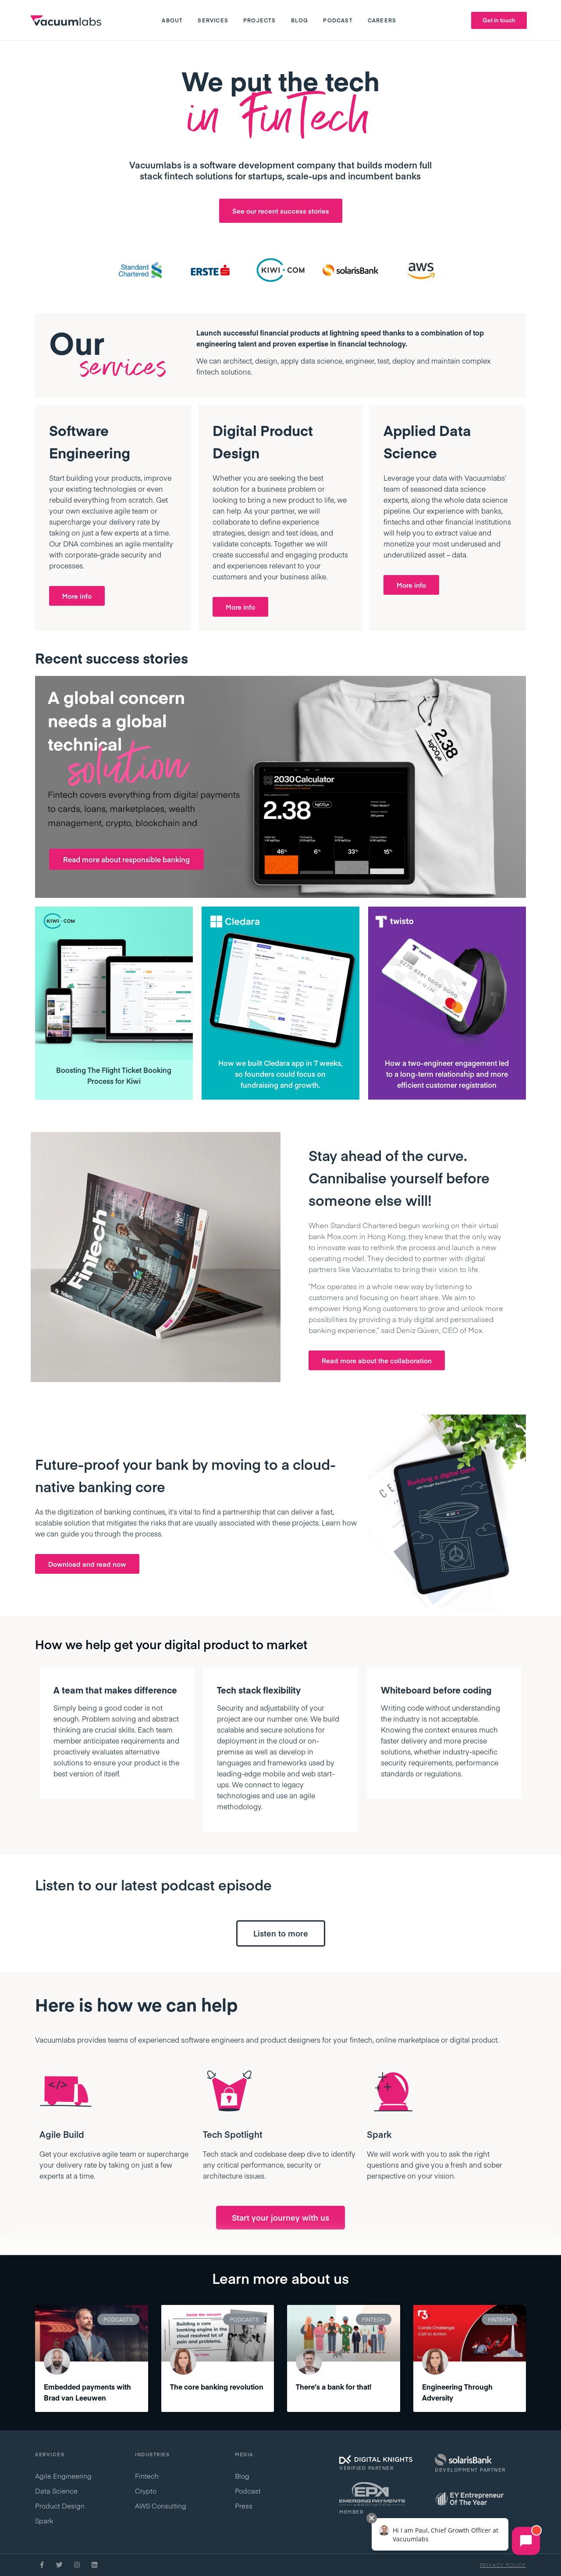 vacuumlabs
ABOUT SERVICES PROJECTS BLOG PODCAST CAREERS
Get in touch
We put the tech
in FinTech
Vacuumlabs is a software development company that builds modern full
stack fintech solutions for startups, scale-ups and incumbent banks
See our recent success stories
Standard
Chartered
ERSTE
KIWI.COM
solarisBank
aws
Our
services
Launch successful financial products at lightning speed thanks to a combination of top
engineering talent and proven expertise in financial technology.
We can architect, design, apply data science, engineer, test, deploy and maintain complex
fintech solutions.
Software
Engineering
Start building your products, improve
your existing technologies or even
rebuild everything from scratch. Get
your own exclusive agile team or
supercharge your delivery rate by
taking on just a few experts at a time.
Our DNA combines an agile mentality
with corporate-grade security and
processes.
More info
Digital Product
Design
Whether you are seeking the best
solution for a business problem or
looking to bring a new product to life, we
can help. As your partner, we will
collaborate to define experience
strategies, design and test ideas, and
validate concepts. Together we will
create successful and engaging products
and experiences relevant to your
customers and your business alike.
More info
Applied Data
Science
Leverage your data with Vacuumlabs'
team of seasoned data science
experts, along the whole data science
pipeline. Our experience with banks,
fintechs and other financial institutions
will help you to extract value and
monetize your most underused and
underutilized asset – data.
More info
Recent success stories
A global concern
needs a global
technical
solution
Fintech covers everything from digital payments
to cards, loans, marketplaces, wealth
management, crypto, blockchain and
Read more about responsible banking
2030 Calculator
2.38 kgCO₂e
46% 6% 33% 15%
2.38
kgCO₂e
KIWI.COM
Boosting The Flight Ticket Booking
Process for Kiwi
Cledara
How we built Cledara app in 7 weeks,
so founders could focus on
fundraising and growth.
twisto
Twisto
How a two-engineer engagement led
to a long-term relationship and more
efficient customer registration
FinTech
Stay ahead of the curve.
Cannibalise yourself before
someone else will!
When Standard Chartered begun working on their virtual
bank Mox.com in Hong Kong, they knew that the only way
to innovate was to rethink the process and launch a new
operating model. They decided to partner with digital
partners like Vacuumlabs to bring their vision to life.
"Mox operates in a whole new way by listening to
customers and focusing on heart share. We aim to
empower Hong Kong customers to grow and unlock more
possibilities by providing a truly digital and personalised
banking experience," said Deniz Güven, CEO of Mox.
Read more about the collaboration
Future-proof your bank by moving to a cloud-
native banking core
As the digitization of banking continues, it's vital to find a partnership that can deliver a fast,
scalable solution that mitigates the risks that are usually associated with these projects. Learn how
we can guide you through the process.
Download and read now
Building a digital bank
How we help get your digital product to market
A team that makes difference
Simply being a good coder is not
enough. Problem solving and abstract
thinking are crucial skills. Each team
member anticipates requirements and
proactively evaluates alternative
solutions to ensure your product is the
best version of itself.
Tech stack flexibility
Security and adjustability of your
project are our number one. We build
scalable and secure solutions for
deployment in the cloud or on-
premise as well as develop in
languages and frameworks used by
leading-edge mobile and web start-
ups. We connect to legacy
technologies and use an agile
methodology.
Whiteboard before coding
Writing code without understanding
the industry is not acceptable.
Knowing the context ensures much
faster delivery and more precise
solutions, whether industry-specific
security requirements, performance
standards or regulations.
Listen to our latest podcast episode
Listen to more
Here is how we can help
Vacuumlabs provides teams of experienced software engineers and product designers for your fintech, online marketplace or digital product.
</>
Agile Build
Get your exclusive agile team or supercharge
your delivery rate by taking on just a few
experts at a time.
Tech Spotlight
Tech stack and codebase deep dive to identify
any critical performance, security or
architecture issues.
Spark
We will work with you to ask the right
questions and give you a fresh and sober
perspective on your vision.
Start your journey with us
Learn more about us
PODCASTS
Embedded payments with
Brad van Leeuwen
Inside the vacuum
Building a core
banking engine in the
cloud resolved lot of
pain and problems.
PODCASTS
The core banking revolution
FINTECH
There's a bank for that!
Corda Challenge:
Call to Action
FINTECH
Engineering Through
Adversity
SERVICES
Agile Engineering
Data Science
Product Design
Spark
INDUSTRIES
Fintech
Crypto
AWS Consulting
MEDIA
Blog
Podcast
Press
DIGITAL KNIGHTS
VERIFIED PARTNER
solarisBank
DEVELOPMENT PARTNER
EPA
EMERGING PAYMENTS
ASSOCIATION
MEMBER
EY Entrepreneur
Of The Year
Hi I am Paul, Chief Growth Officer at
Vacuumlabs
PRIVACY POLICY